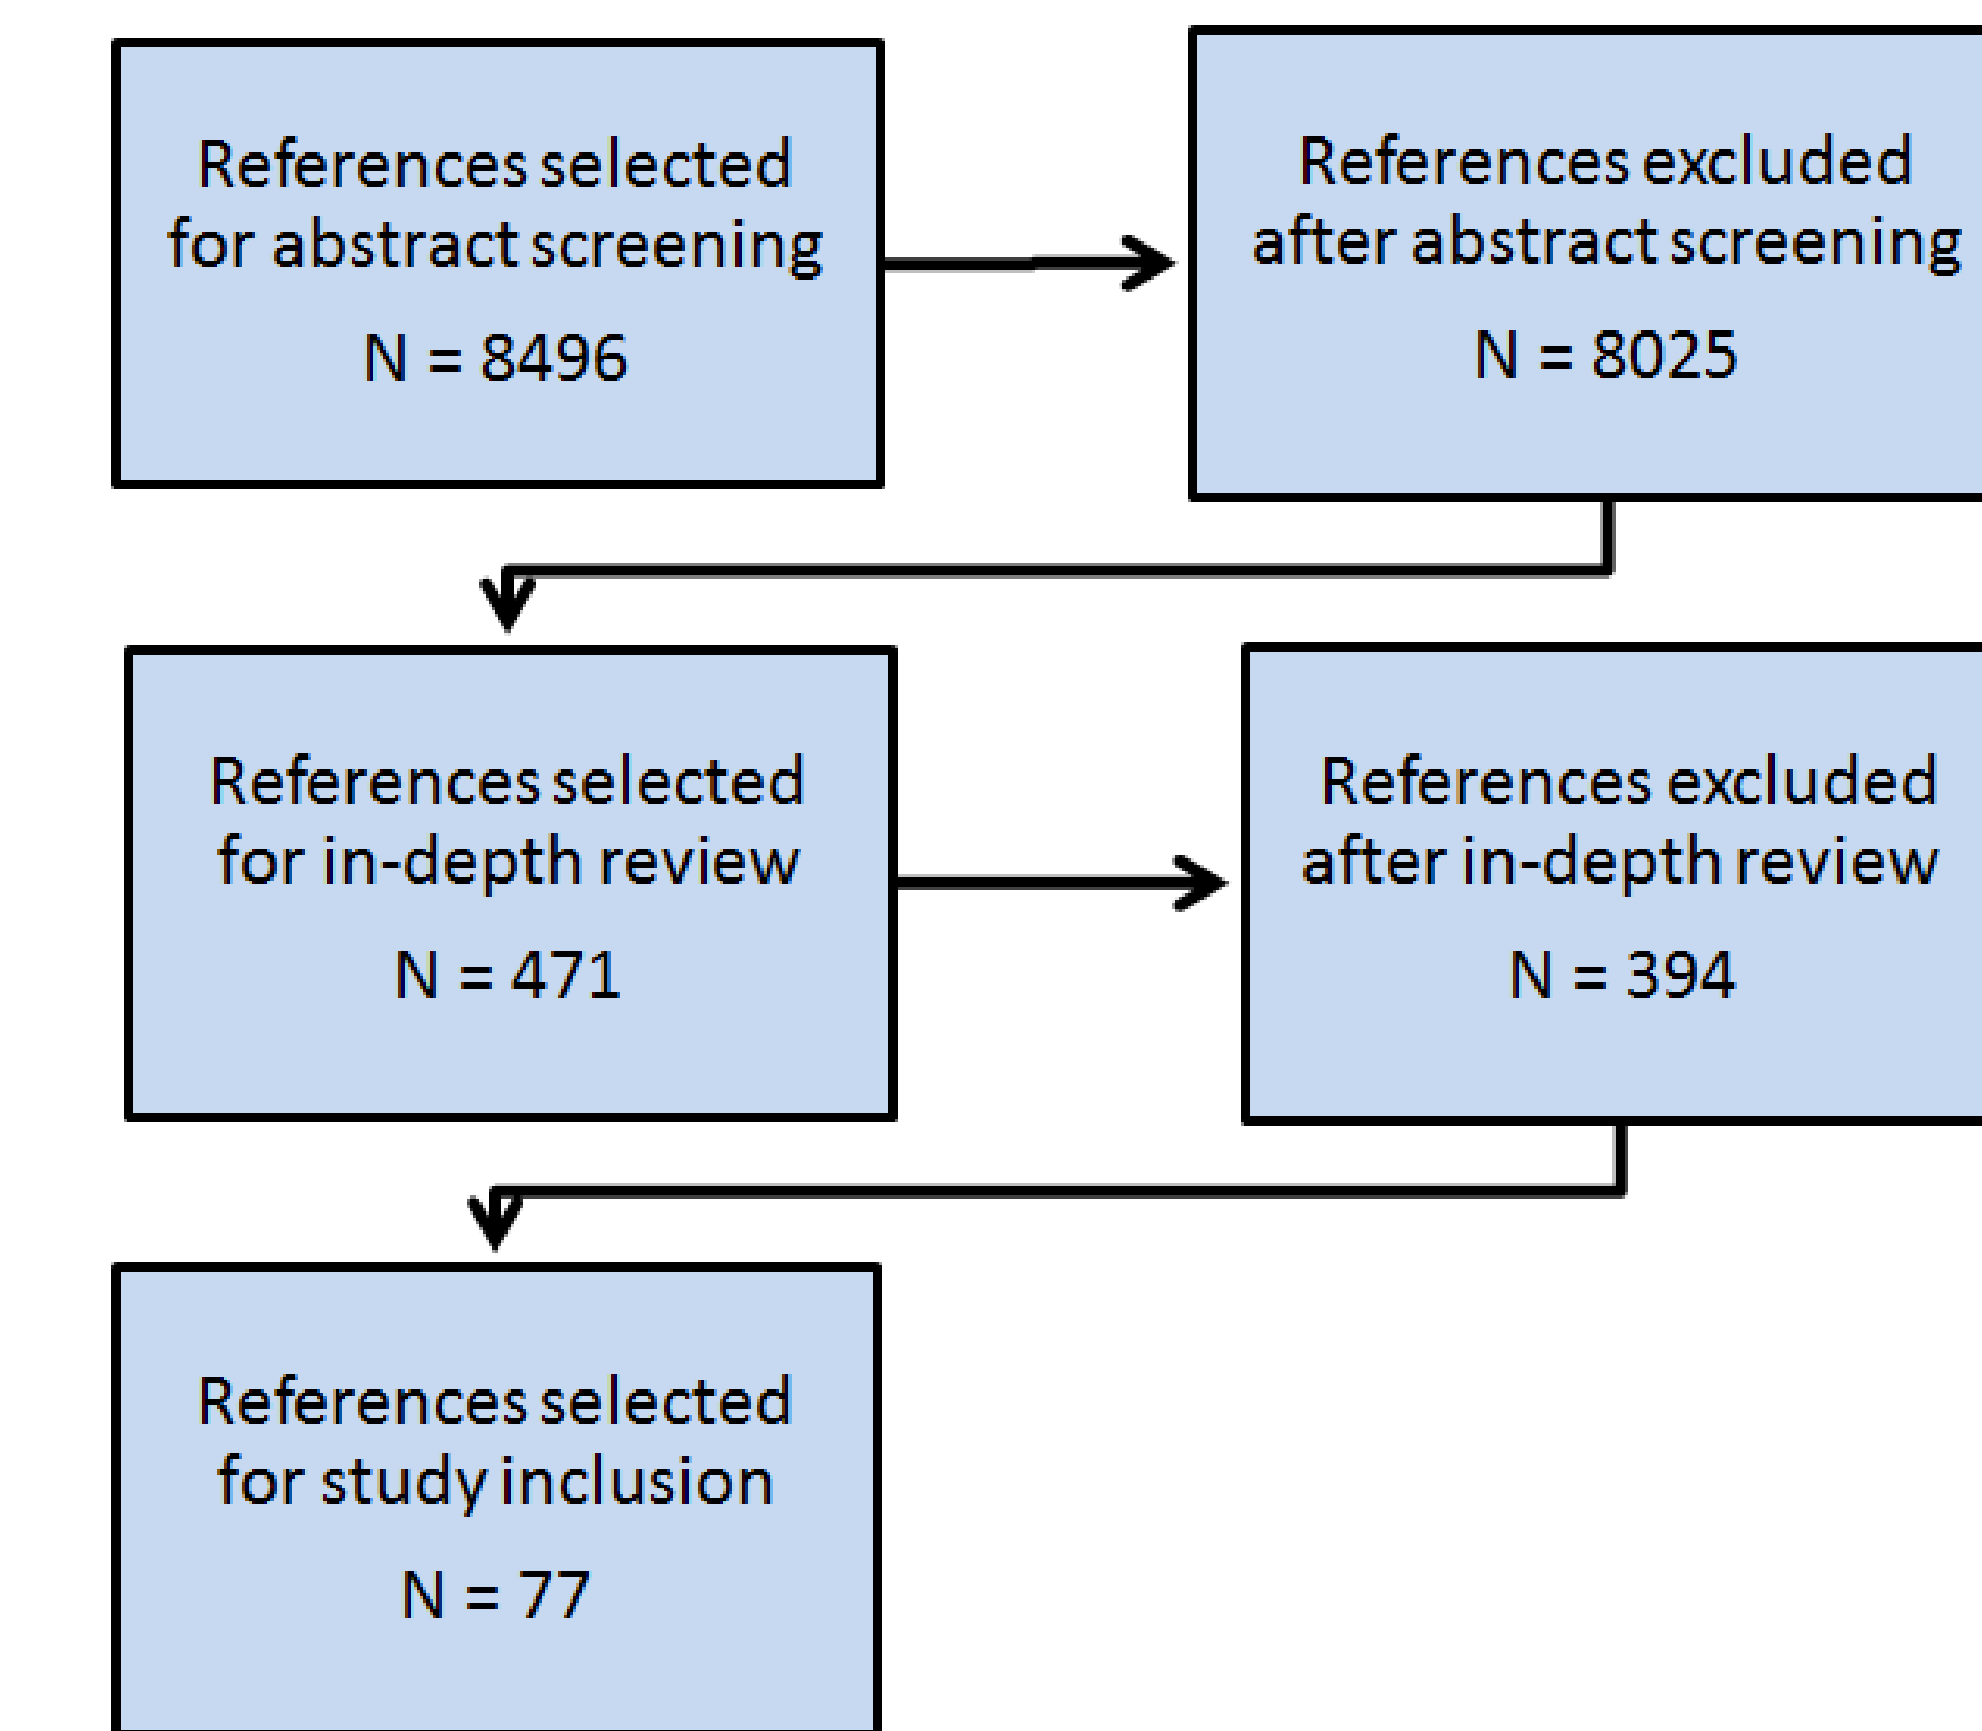 References selected
for abstract screening
N = 8496
References excluded
after abstract screening
N = 8025
References selected
for in-depth review
N = 471
References excluded
after in-depth review
N = 394
References selected
for study inclusion
N = 77